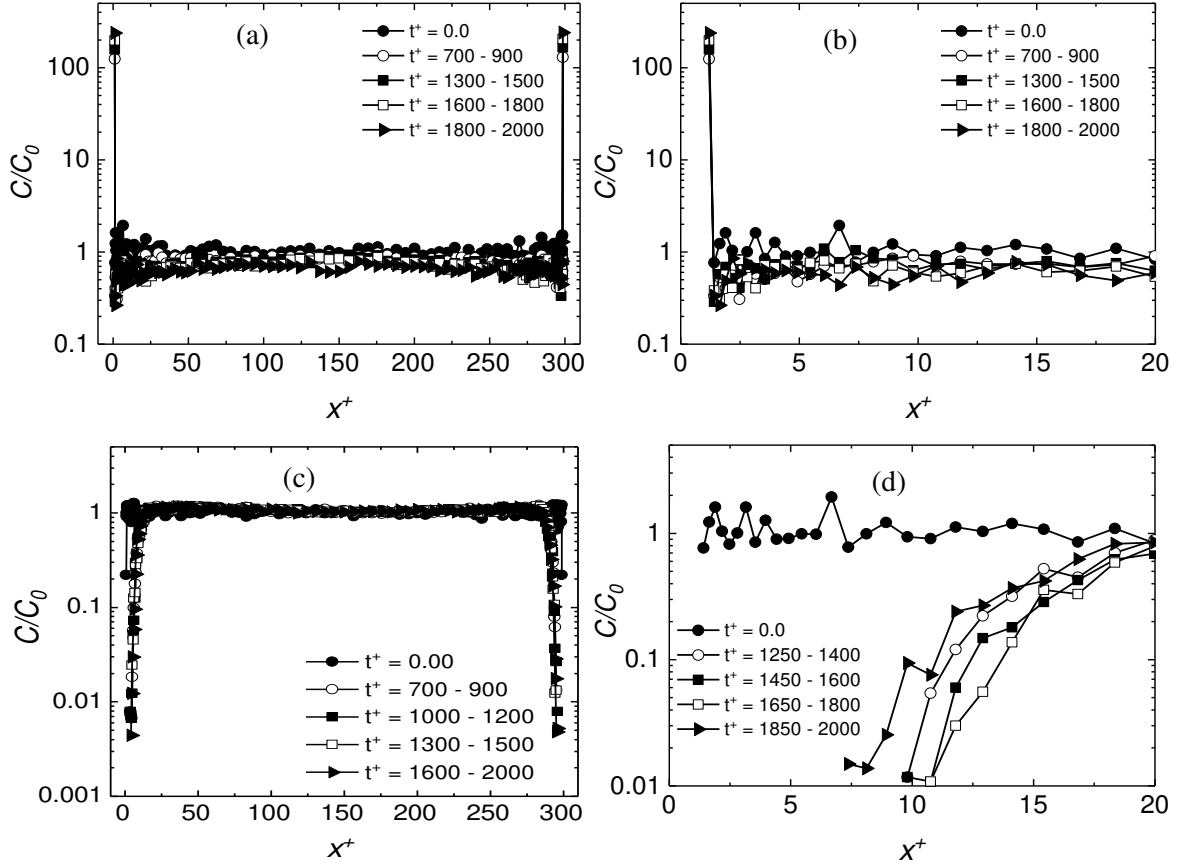 (a)
t+ = 0.0
t+ = 700 - 900
t+ = 1300 - 1500
t+ = 1600 - 1800
t+ = 1800 - 2000
100
10
1
0.1
C/C0
0 50 100 150 200 250 300
x+
(b)
t+ = 0.0
t+ = 700 - 900
t+ = 1300 - 1500
t+ = 1600 - 1800
t+ = 1800 - 2000
100
10
1
0.1
C/C0
0 5 10 15 20
x+
(c)
1
0.1
0.01
0.001
C/C0
t+ = 0.00
t+ = 700 - 900
t+ = 1000 - 1200
t+ = 1300 - 1500
t+ = 1600 - 2000
0 50 100 150 200 250 300
x+
(d)
1
0.1
0.01
C/C0
t+ = 0.0
t+ = 1250 - 1400
t+ = 1450 - 1600
t+ = 1650 - 1800
t+ = 1850 - 2000
0 5 10 15 20
x+